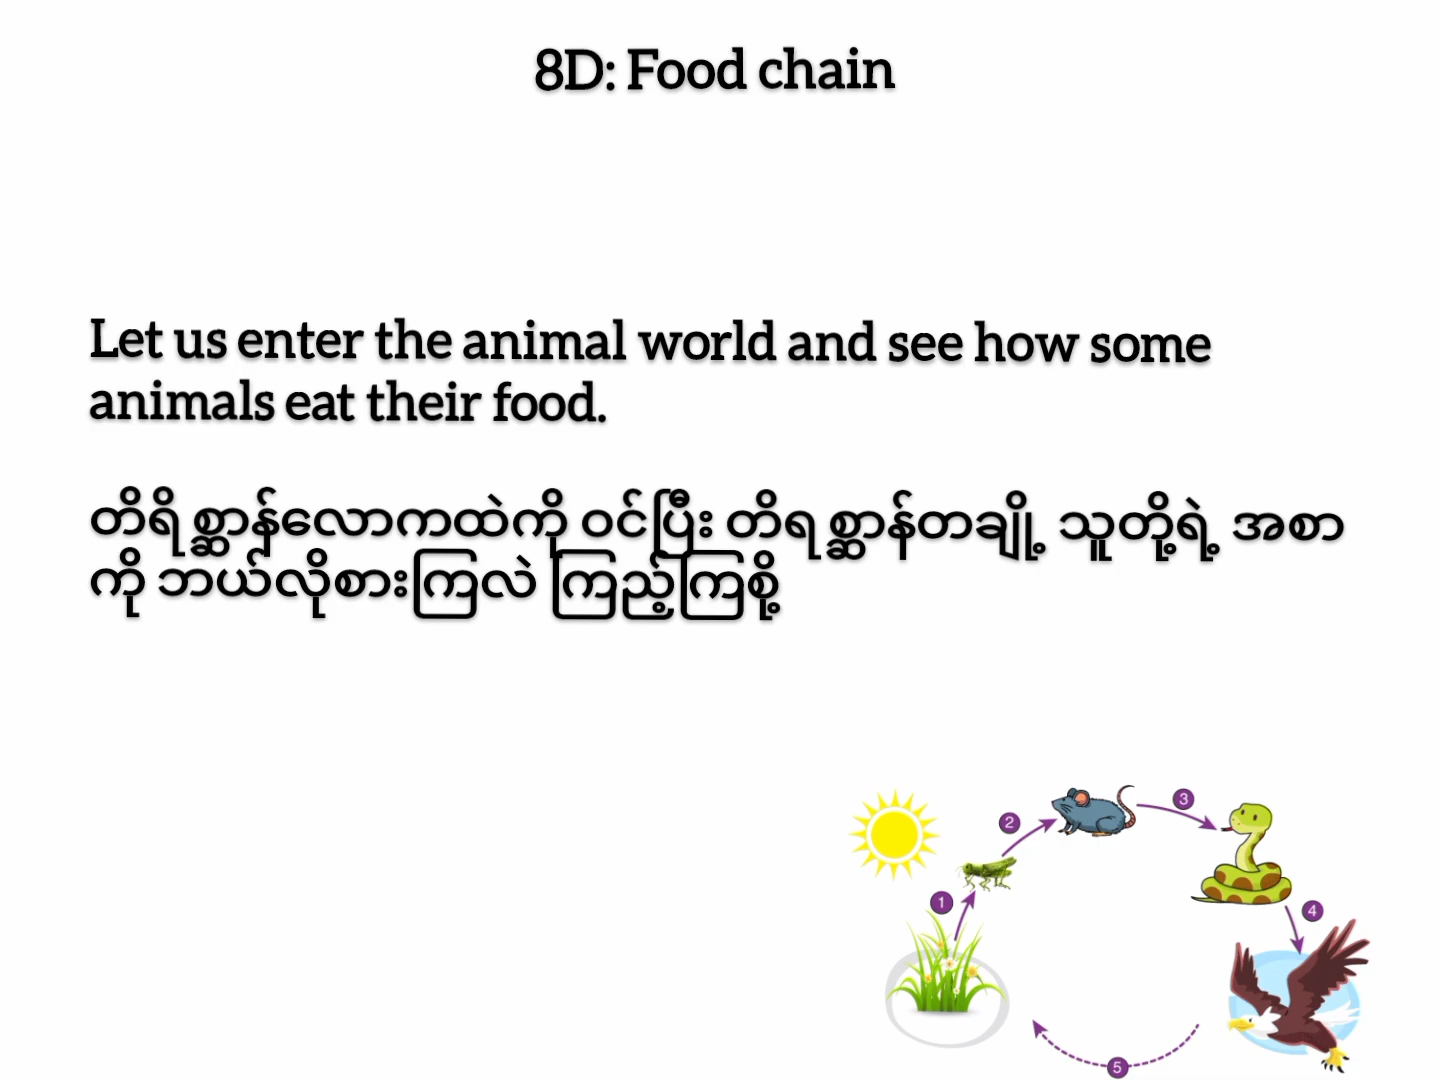 8D: Food chain
Let us enter the animal world and see how some
animals eat their food.
တိရိစ္ဆာန်လောကထဲကို ဝင်ပြီး တိရစ္ဆာန်တချို့ သူတို့ရဲ့ အစာ
ကို ဘယ်လိုစားကြလဲ ကြည့်ကြစို့
1
2
3
4
5